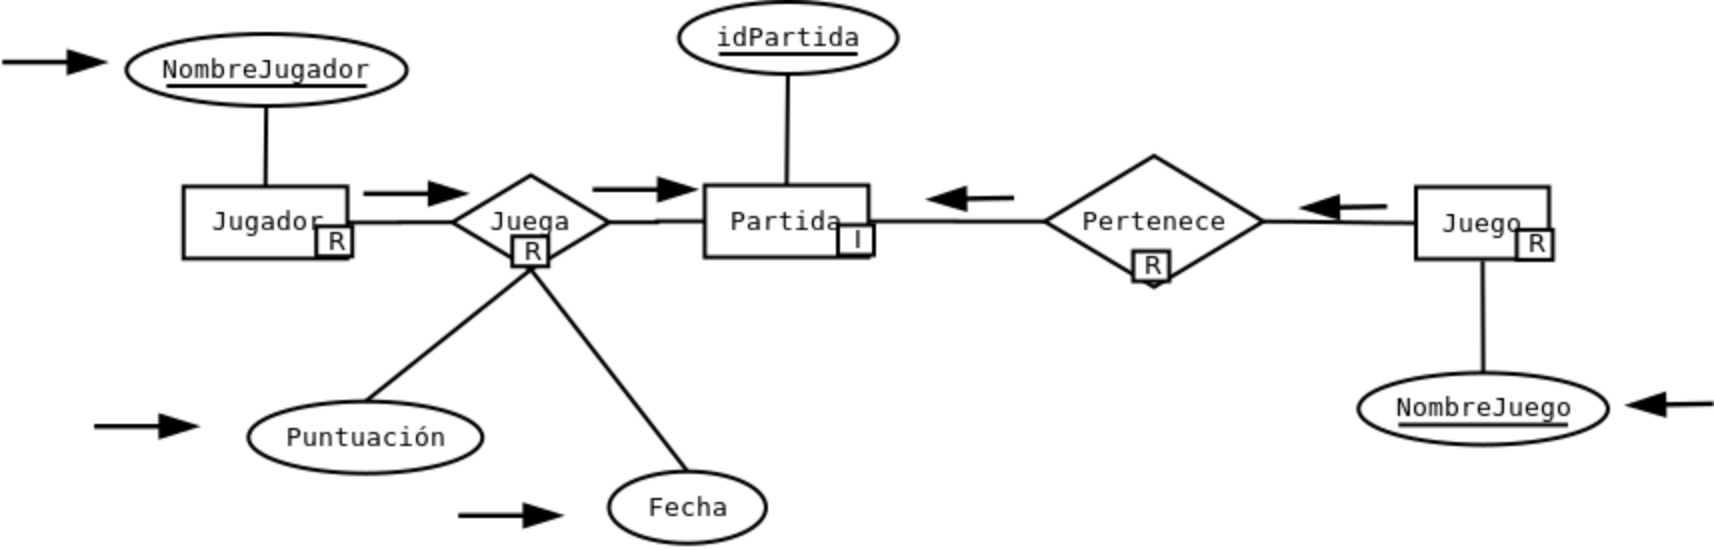 idPartida
NombreJugador
Jugador
R
Juega
R
Partida
I
Pertenece
R
Juego
R
Puntuación
NombreJuego
Fecha